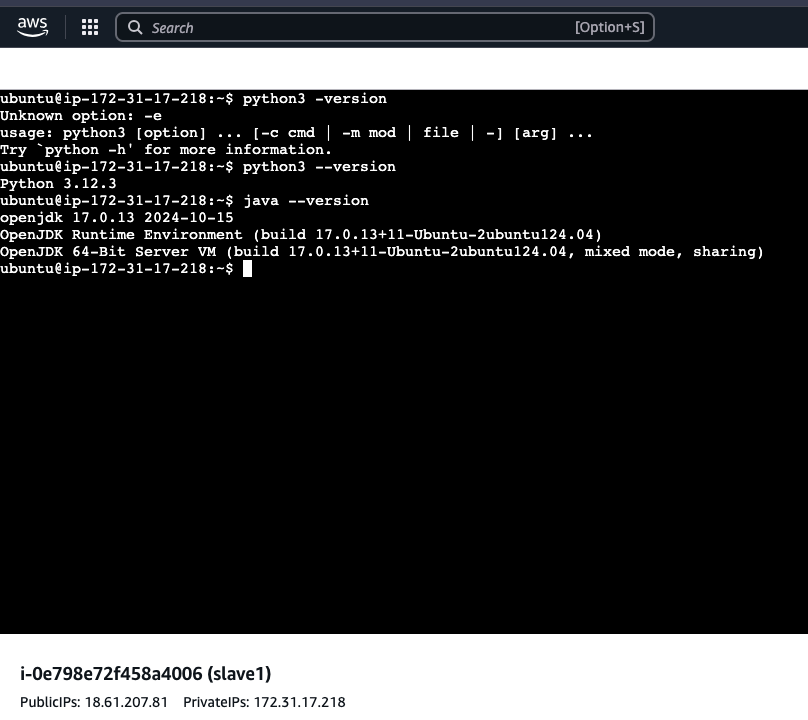 aws
Search [Option+S]
ubuntu@ip-172-31-17-218:~$ python3 -version
Unknown option: -e
usage: python3 [option] ... [-c cmd | -m mod | file | -] [arg] ...
Try `python -h' for more information.
ubuntu@ip-172-31-17-218:~$ python3 --version
Python 3.12.3
ubuntu@ip-172-31-17-218:~$ java --version
openjdk 17.0.13 2024-10-15
OpenJDK Runtime Environment (build 17.0.13+11-Ubuntu-2ubuntu124.04)
OpenJDK 64-Bit Server VM (build 17.0.13+11-Ubuntu-2ubuntu124.04, mixed mode, sharing)
ubuntu@ip-172-31-17-218:~$
i-0e798e72f458a4006 (slave1)
PublicIPs: 18.61.207.81 PrivateIPs: 172.31.17.218